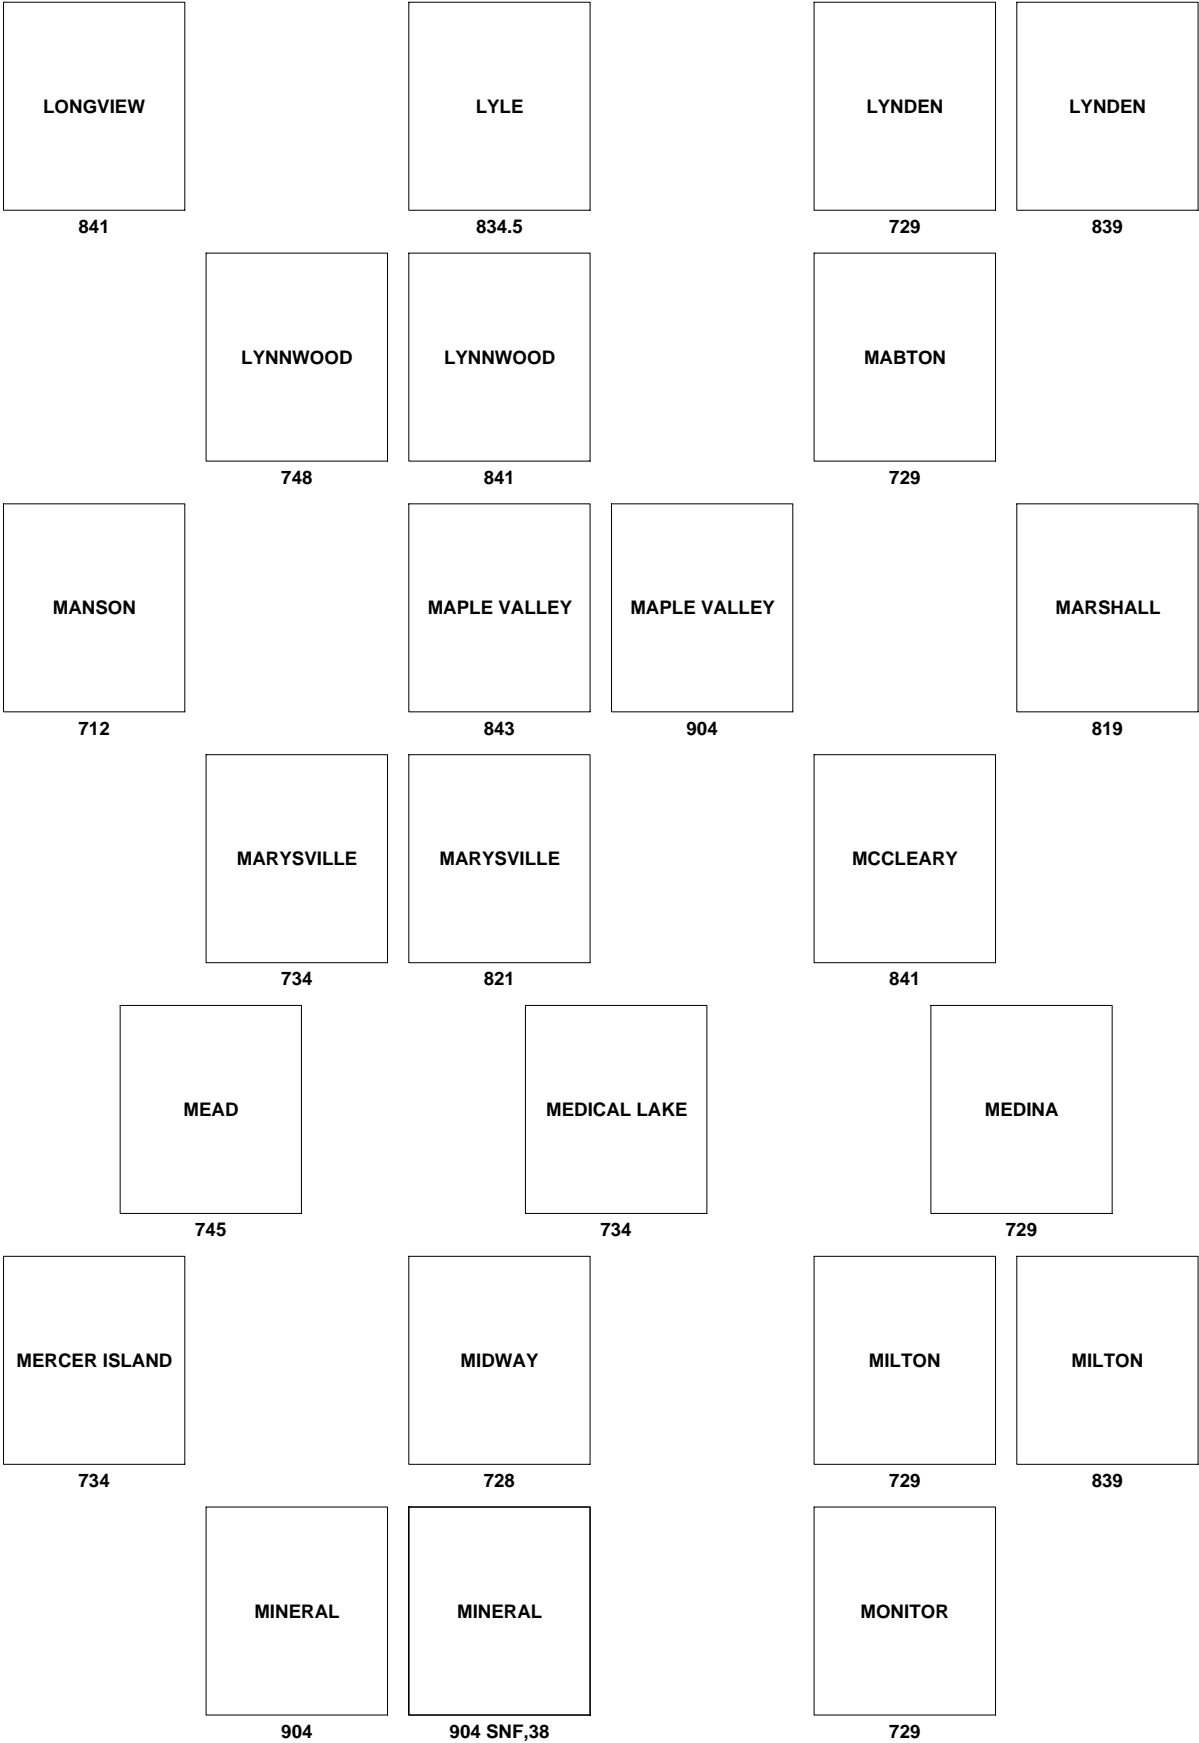 LONGVIEW LYLE LYNDEN LYNDEN
841 834.5 729 839
LYNNWOOD LYNNWOOD MABTON
748 841 729
MANSON MAPLE VALLEY MAPLE VALLEY MARSHALL
712 843 904 819
MARYSVILLE MARYSVILLE MCCLEARY
734 821 841
MEAD MEDICAL LAKE MEDINA
745 734 729
MERCER ISLAND MIDWAY MILTON MILTON
734 728 729 839
MINERAL MINERAL MONITOR
904 904 SNF,38 729